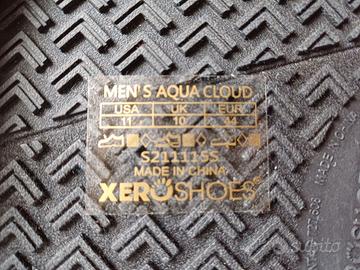 MEN'S AQUA CLOUD
USA UK EUR
11 10 44
S211115S
MADE IN CHINA
XEROSHOES
subito